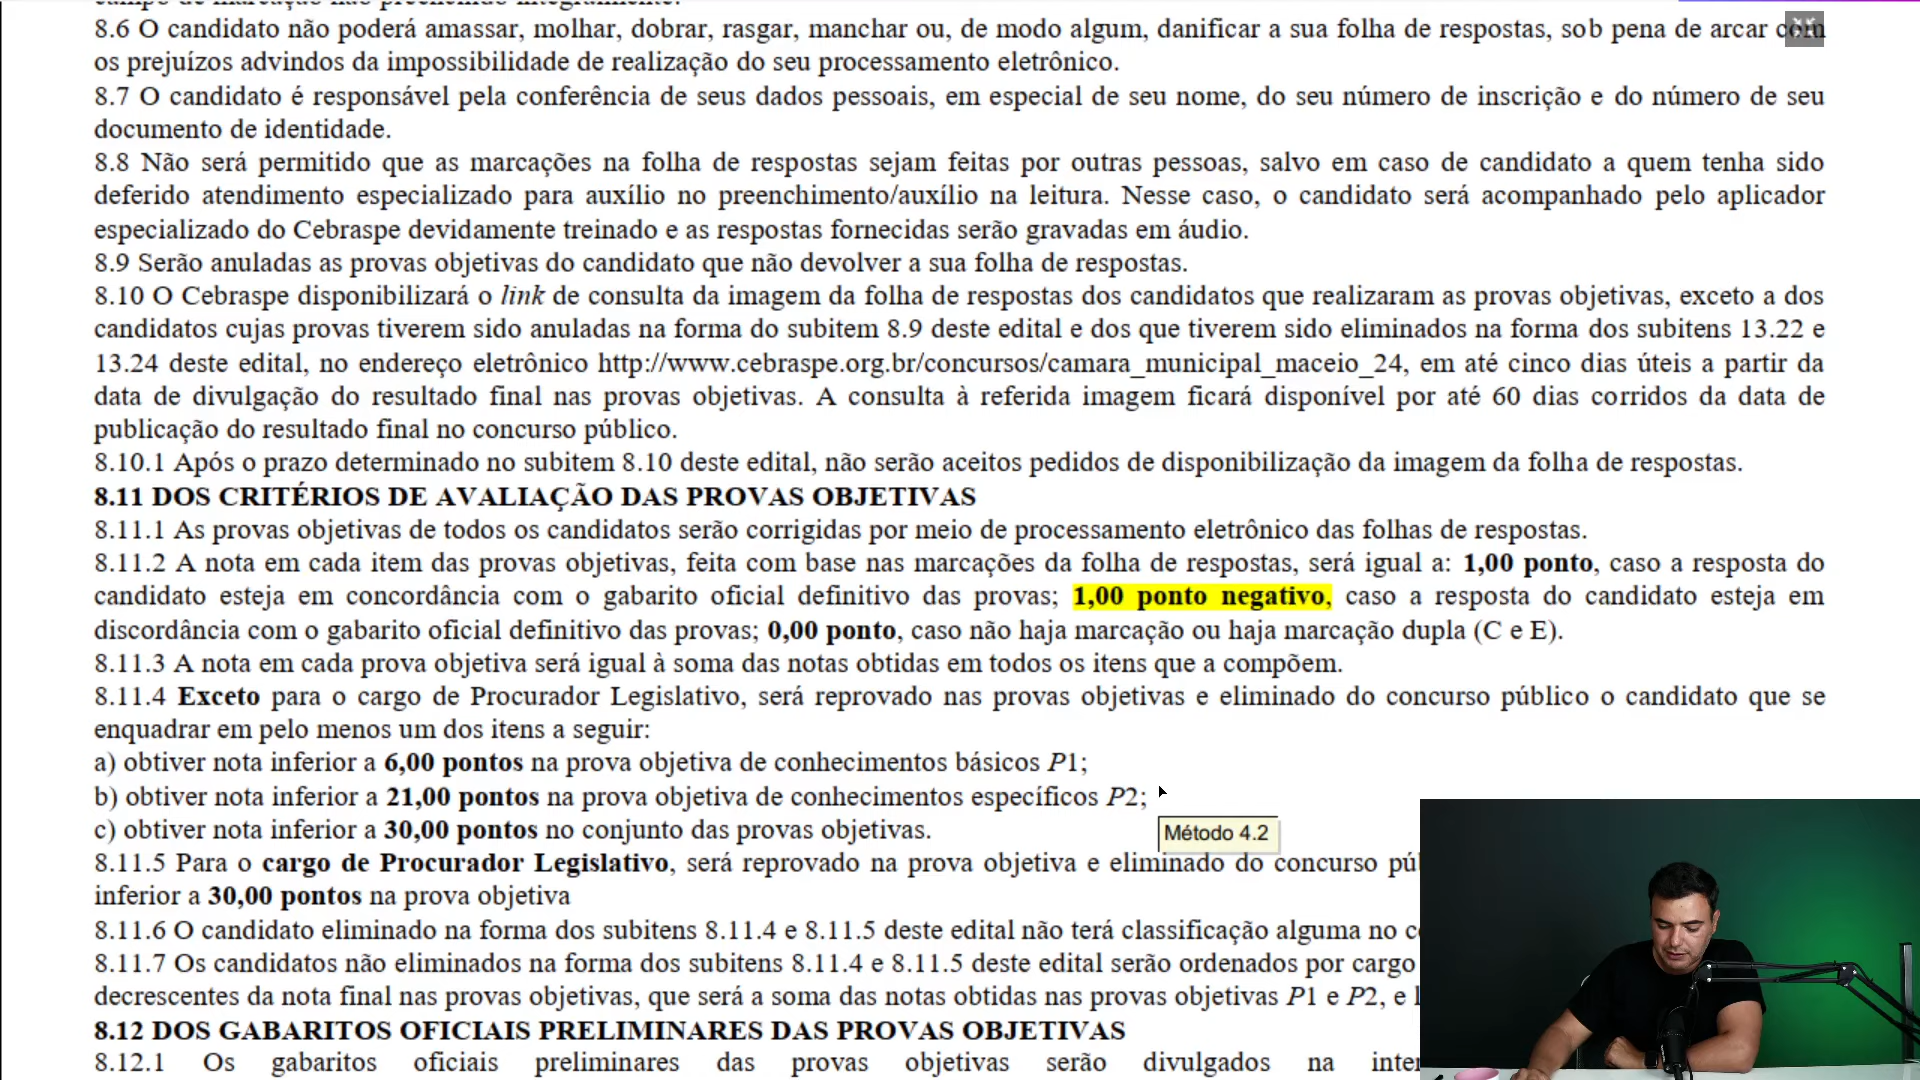 campo de marcação não preenchido integralmente.
8.6 O candidato não poderá amassar, molhar, dobrar, rasgar, manchar ou, de modo algum, danificar a sua folha de respostas, sob pena de arcar com
os prejuízos advindos da impossibilidade de realização do seu processamento eletrônico.
8.7 O candidato é responsável pela conferência de seus dados pessoais, em especial de seu nome, do seu número de inscrição e do número de seu
documento de identidade.
8.8 Não será permitido que as marcações na folha de respostas sejam feitas por outras pessoas, salvo em caso de candidato a quem tenha sido
deferido atendimento especializado para auxílio no preenchimento/auxílio na leitura. Nesse caso, o candidato será acompanhado pelo aplicador
especializado do Cebraspe devidamente treinado e as respostas fornecidas serão gravadas em áudio.
8.9 Serão anuladas as provas objetivas do candidato que não devolver a sua folha de respostas.
8.10 O Cebraspe disponibilizará o link de consulta da imagem da folha de respostas dos candidatos que realizaram as provas objetivas, exceto a dos
candidatos cujas provas tiverem sido anuladas na forma do subitem 8.9 deste edital e dos que tiverem sido eliminados na forma dos subitens 13.22 e
13.24 deste edital, no endereço eletrônico http://www.cebraspe.org.br/concursos/camara_municipal_maceio_24, em até cinco dias úteis a partir da
data de divulgação do resultado final nas provas objetivas. A consulta à referida imagem ficará disponível por até 60 dias corridos da data de
publicação do resultado final no concurso público.
8.10.1 Após o prazo determinado no subitem 8.10 deste edital, não serão aceitos pedidos de disponibilização da imagem da folha de respostas.
8.11 DOS CRITÉRIOS DE AVALIAÇÃO DAS PROVAS OBJETIVAS
8.11.1 As provas objetivas de todos os candidatos serão corrigidas por meio de processamento eletrônico das folhas de respostas.
8.11.2 A nota em cada item das provas objetivas, feita com base nas marcações da folha de respostas, será igual a: 1,00 ponto, caso a resposta do
candidato esteja em concordância com o gabarito oficial definitivo das provas; 1,00 ponto negativo, caso a resposta do candidato esteja em
discordância com o gabarito oficial definitivo das provas; 0,00 ponto, caso não haja marcação ou haja marcação dupla (C e E).
8.11.3 A nota em cada prova objetiva será igual à soma das notas obtidas em todos os itens que a compõem.
8.11.4 Exceto para o cargo de Procurador Legislativo, será reprovado nas provas objetivas e eliminado do concurso público o candidato que se
enquadrar em pelo menos um dos itens a seguir:
a) obtiver nota inferior a 6,00 pontos na prova objetiva de conhecimentos básicos P1;
b) obtiver nota inferior a 21,00 pontos na prova objetiva de conhecimentos específicos P2;
c) obtiver nota inferior a 30,00 pontos no conjunto das provas objetivas.
Método 4.2
8.11.5 Para o cargo de Procurador Legislativo, será reprovado na prova objetiva e eliminado do concurso pú
inferior a 30,00 pontos na prova objetiva
8.11.6 O candidato eliminado na forma dos subitens 8.11.4 e 8.11.5 deste edital não terá classificação alguma no c
8.11.7 Os candidatos não eliminados na forma dos subitens 8.11.4 e 8.11.5 deste edital serão ordenados por cargo
decrescentes da nota final nas provas objetivas, que será a soma das notas obtidas nas provas objetivas P1 e P2, e
8.12 DOS GABARITOS OFICIAIS PRELIMINARES DAS PROVAS OBJETIVAS
8.12.1 Os gabaritos oficiais preliminares das provas objetivas serão divulgados na inter